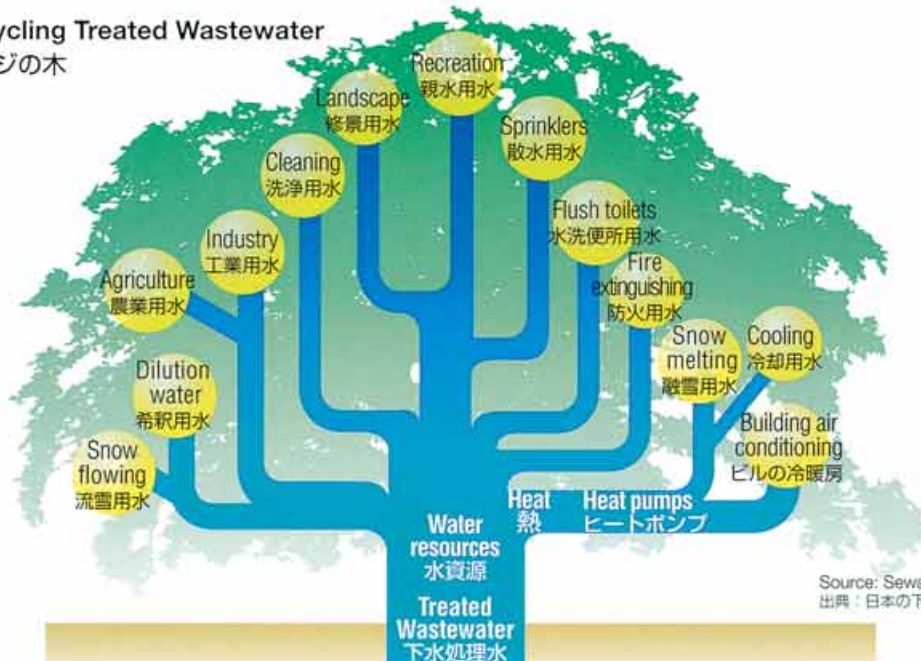 Treated Wastewater
ジの木
Recreation
親水用水
Landscape
修景用水
Sprinklers
散水用水
Cleaning
洗浄用水
Flush toilets
水洗便所用水
Industry
工業用水
Fire
extinguishing
防火用水
Agriculture
農業用水
Snow
melting
融雪用水
Cooling
冷却用水
Dilution
water
希釈用水
Building air
conditioning
ビルの冷暖房
Snow
flowing
流雪用水
Heat
熱
Heat pumps
ヒートポンプ
Water
resources
水資源
Source:
出典：日本の
Treated
Wastewater
下水処理水